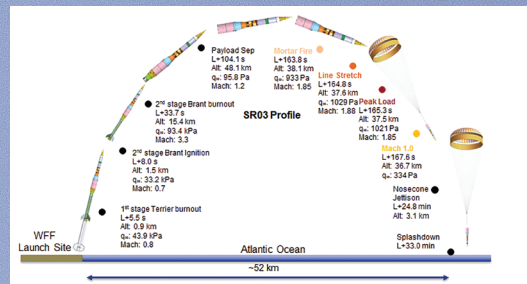 Payload Sep
L+104.1 s
Alt: 48.1 km
q∞: 95.8 Pa
Mach: 1.2
Mortar Fire
L+163.8s
Alt: 38.1 km
q∞: 933 Pa
Mach: 1.85
Line Stretch
L+164.8 s
Alt: 37.6 km
q∞: 1029 Pa
Mach: 1.88
Peak Load
L+165.3s
Alt: 37.5 km
q∞: 1021 Pa
Mach: 1.85
Mach 1.0
L+167.6 s
Alt: 36.7 km
q∞: 334 Pa
SR03 Profile
2nd stage Brant burnout
L+33.7 s
Alt: 15.4 km
q∞: 93.4 kPa
Mach: 3.3
2nd stage Brant Ignition
L+8.0 s
Alt: 1.5 km
q∞: 33.2 kPa
Mach: 0.7
1st stage Terrier burnout
L+5.5 s
Alt: 0.9 km
q∞: 43.9 kPa
Mach: 0.8
Nosecone
Jettison
L+24.8 min
Alt: 3.1 km
Splashdown
L+33.0 min
WFF
Launch Site
Atlantic Ocean
~52 km